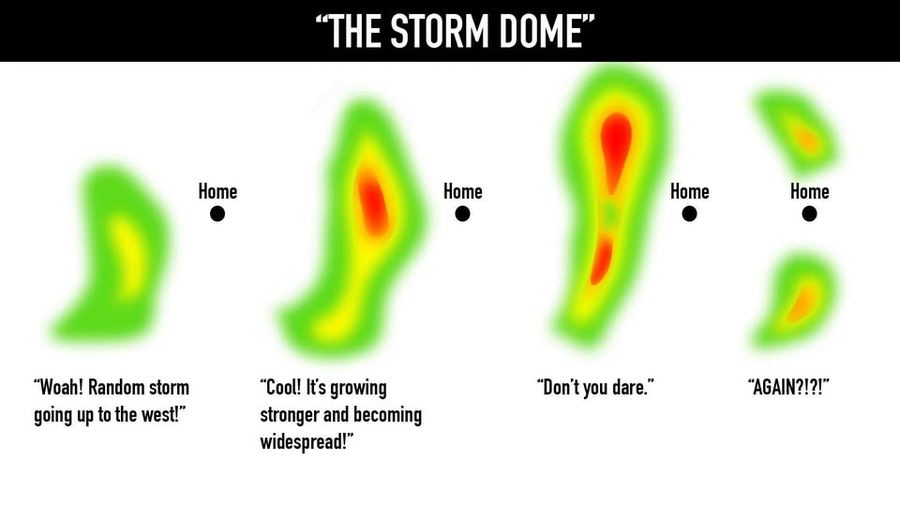 “THE STORM DOME”
Home
Home
Home
Home
“Woah! Random storm
going up to the west!”
“Cool! It’s growing
stronger and becoming
widespread!”
“Don’t you dare.”
“AGAIN?!?!”